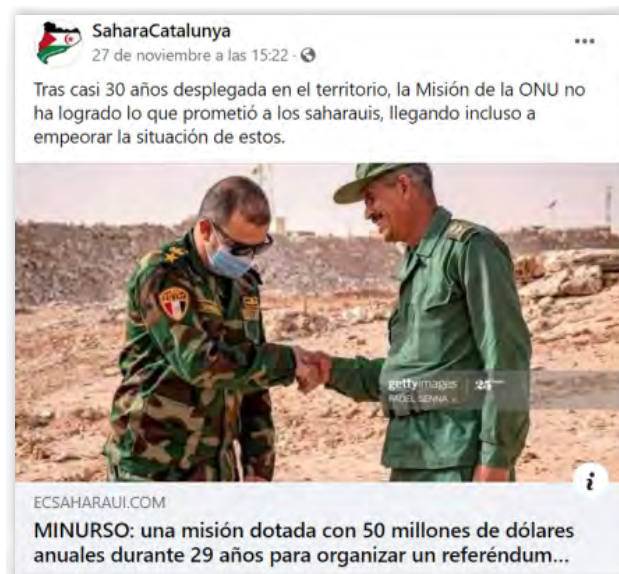 SaharaCatalunya
27 de noviembre a las 15:22 ·
Tras casi 30 años desplegada en el territorio, la Misión de la ONU no
ha logrado lo que prometió a los saharauis, llegando incluso a
empeorar la situación de estos.
gettyimages
FADEL SENNA
ECSAHARAUI.COM
MINURSO: una misión dotada con 50 millones de dólares
anuales durante 29 años para organizar un referéndum...